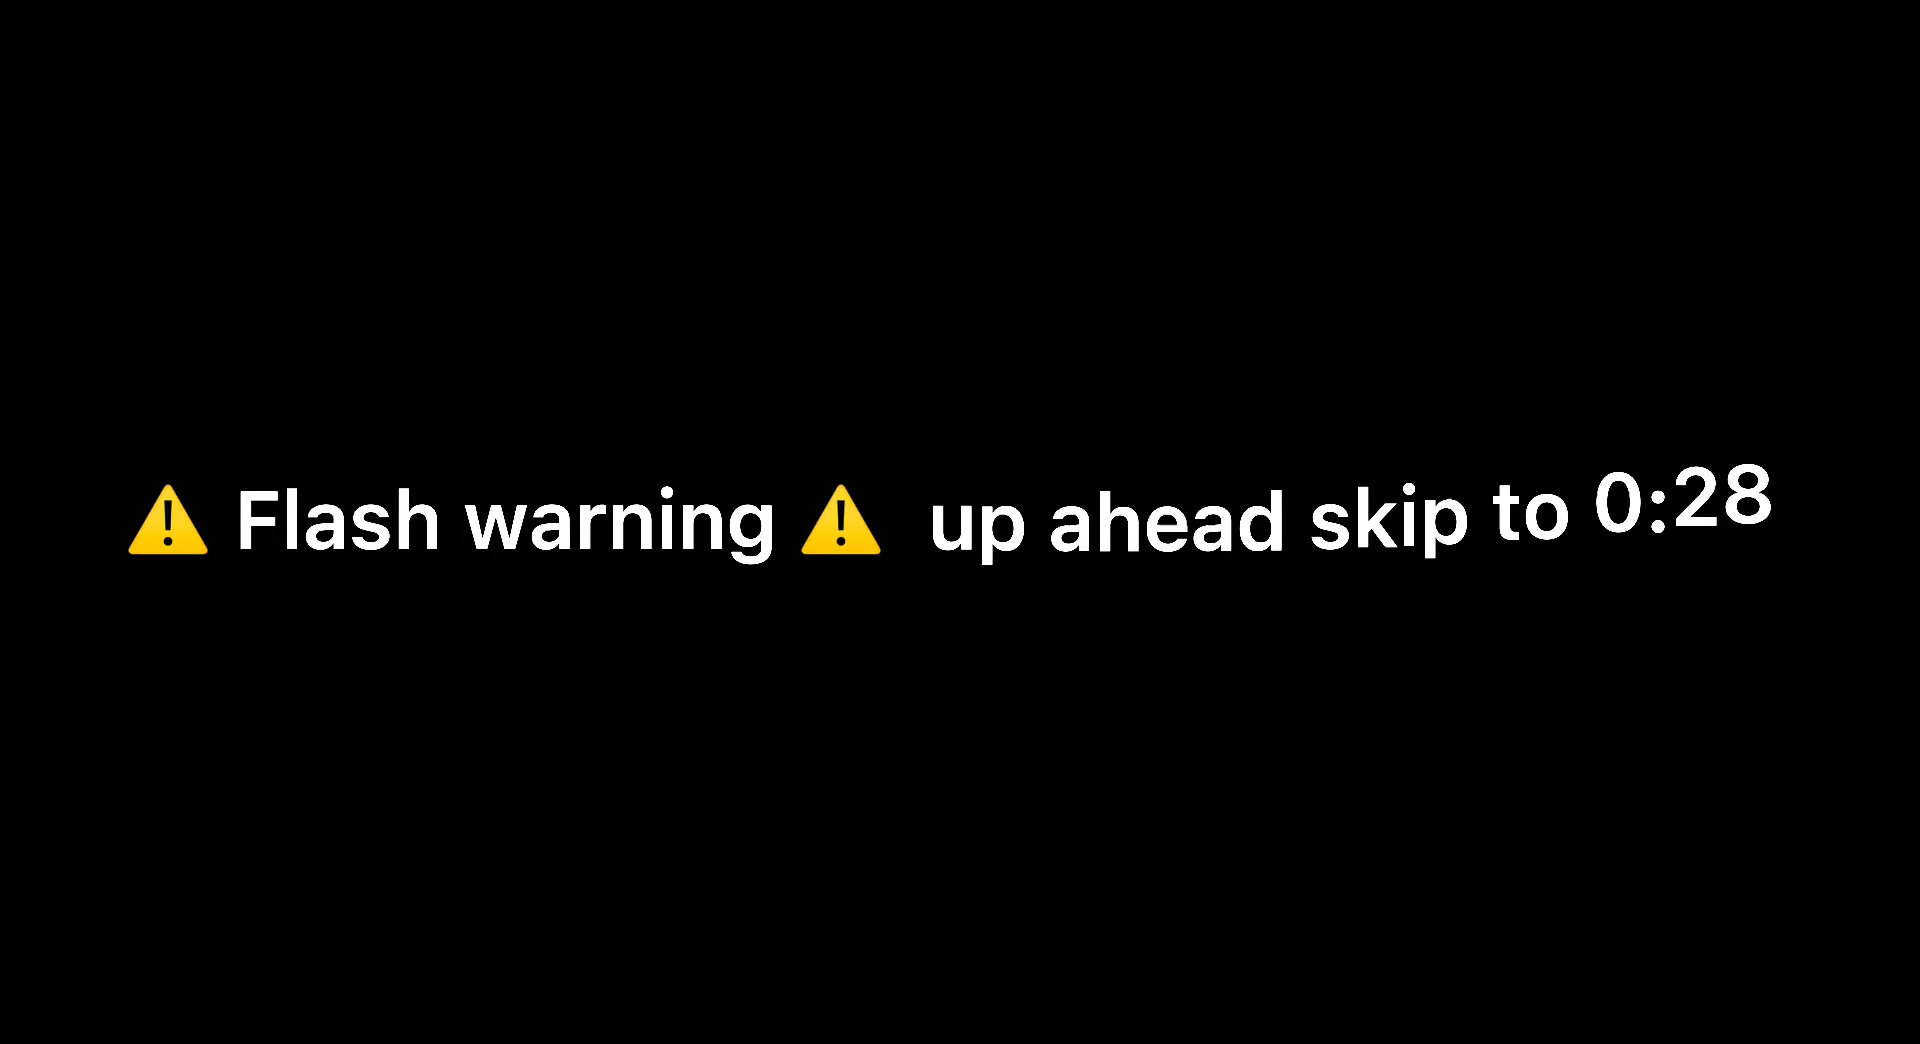 ⚠️ Flash warning ⚠️ up ahead skip to 0:28